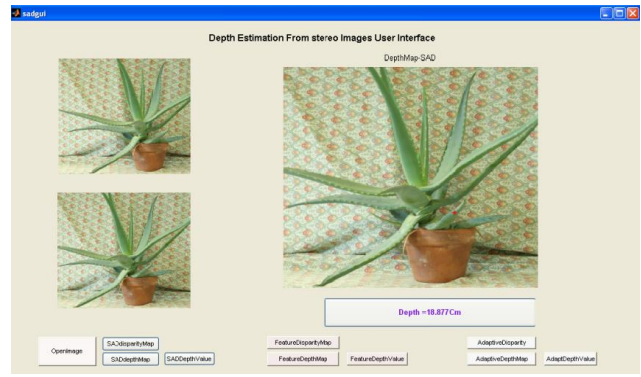 sadgui
Depth Estimation From stereo Images User Interface
DepthMap-SAD
Depth =18.877Cm
OpenImage
SADdisparityMap
SADdepthMap
SADDepthValue
FeatureDisparityMap
FeatureDepthMap
FeatureDepthValue
AdaptiveDisparity
AdaptiveDepthMap
AdaptDepthValue